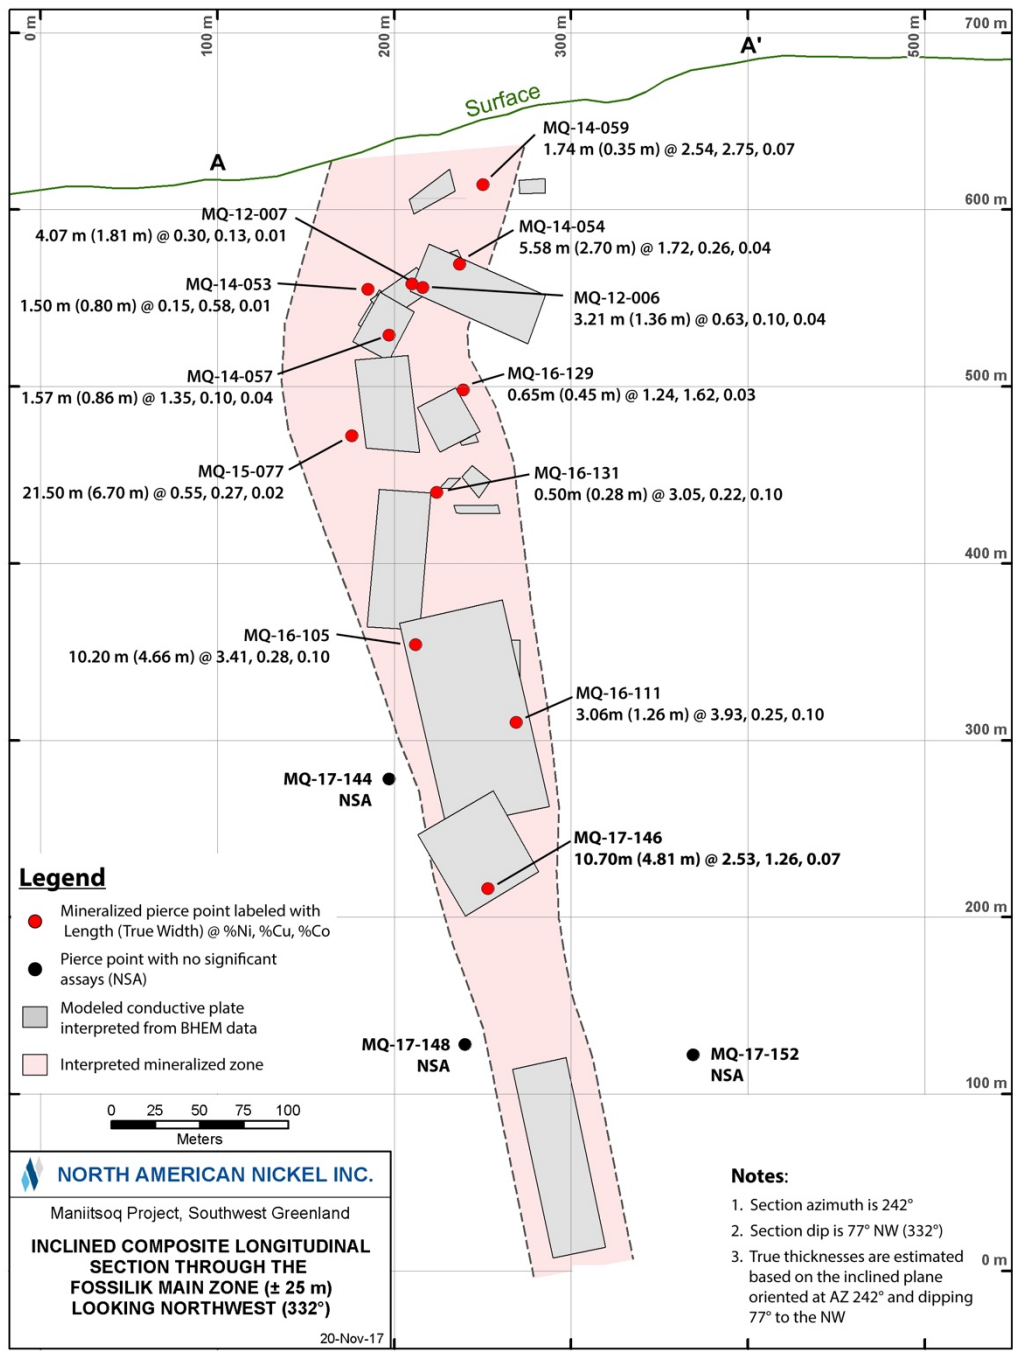 0 m
100 m
200 m
300 m
500 m
700 m
A'
Surface
A
MQ-14-059
1.74 m (0.35 m) @ 2.54, 2.75, 0.07
600 m
MQ-12-007
4.07 m (1.81 m) @ 0.30, 0.13, 0.01
MQ-14-054
5.58 m (2.70 m) @ 1.72, 0.26, 0.04
MQ-14-053
1.50 m (0.80 m) @ 0.15, 0.58, 0.01
MQ-12-006
3.21 m (1.36 m) @ 0.63, 0.10, 0.04
MQ-14-057
1.57 m (0.86 m) @ 1.35, 0.10, 0.04
MQ-16-129
0.65m (0.45 m) @ 1.24, 1.62, 0.03
500 m
MQ-15-077
21.50 m (6.70 m) @ 0.55, 0.27, 0.02
MQ-16-131
0.50m (0.28 m) @ 3.05, 0.22, 0.10
400 m
MQ-16-105
10.20 m (4.66 m) @ 3.41, 0.28, 0.10
MQ-16-111
3.06m (1.26 m) @ 3.93, 0.25, 0.10
300 m
MQ-17-144
NSA
MQ-17-146
10.70m (4.81 m) @ 2.53, 1.26, 0.07
200 m
Legend
Mineralized pierce point labeled with
Length (True Width) @ %Ni, %Cu, %Co
Pierce point with no significant
assays (NSA)
Modeled conductive plate
interpreted from BHEM data
Interpreted mineralized zone
MQ-17-148
NSA
MQ-17-152
NSA
100 m
0 25 50 75 100
Meters
NORTH AMERICAN NICKEL INC.
Maniitsoq Project, Southwest Greenland
INCLINED COMPOSITE LONGITUDINAL
SECTION THROUGH THE
FOSSILIK MAIN ZONE (± 25 m)
LOOKING NORTHWEST (332°)
20-Nov-17
Notes:
1. Section azimuth is 242°
2. Section dip is 77° NW (332°)
3. True thicknesses are estimated
based on the inclined plane
oriented at AZ 242° and dipping
77° to the NW
0 m